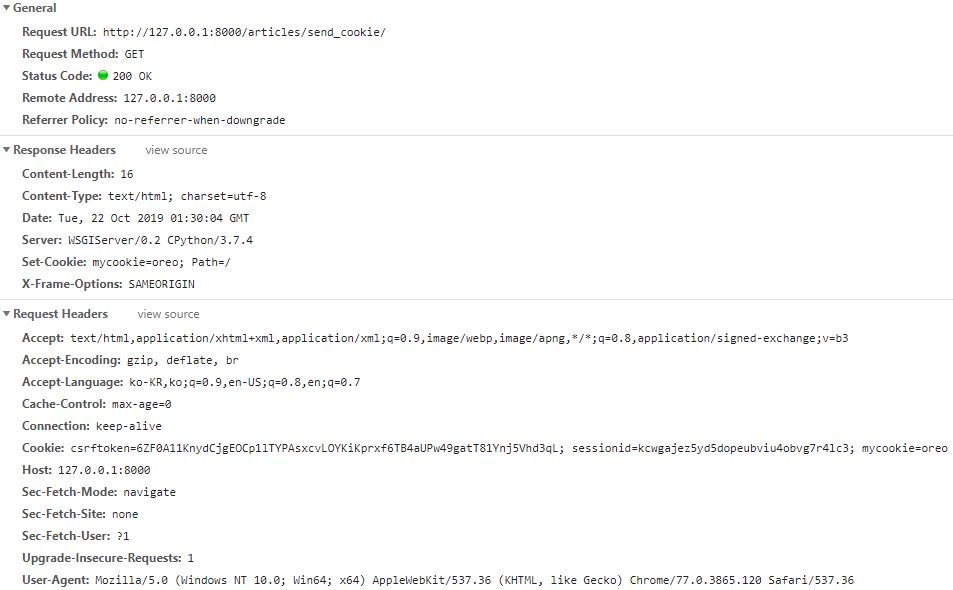 General
Request URL: http://127.0.0.1:8000/articles/send_cookie/
Request Method: GET
Status Code: 200 OK
Remote Address: 127.0.0.1:8000
Referrer Policy: no-referrer-when-downgrade
Response Headers view source
Content-Length: 16
Content-Type: text/html; charset=utf-8
Date: Tue, 22 Oct 2019 01:30:04 GMT
Server: WSGIServer/0.2 CPython/3.7.4
Set-Cookie: mycookie=oreo; Path=/
X-Frame-Options: SAMEORIGIN
Request Headers view source
Accept: text/html,application/xhtml+xml,application/xml;q=0.9,image/webp,image/apng,*/*;q=0.8,application/signed-exchange;v=b3
Accept-Encoding: gzip, deflate, br
Accept-Language: ko-KR,ko;q=0.9,en-US;q=0.8,en;q=0.7
Cache-Control: max-age=0
Connection: keep-alive
Cookie: csrftoken=6ZF0A11KnydCjgEOCp1lTYPAsxcvLOYKiKprxf6TB4aUPw49gatT81Ynj5Vhd3qL; sessionid=kcwgajez5yd5dopeubviu4obvg7r4lc3; mycookie=oreo
Host: 127.0.0.1:8000
Sec-Fetch-Mode: navigate
Sec-Fetch-Site: none
Sec-Fetch-User: ?1
Upgrade-Insecure-Requests: 1
User-Agent: Mozilla/5.0 (Windows NT 10.0; Win64; x64) AppleWebKit/537.36 (KHTML, like Gecko) Chrome/77.0.3865.120 Safari/537.36